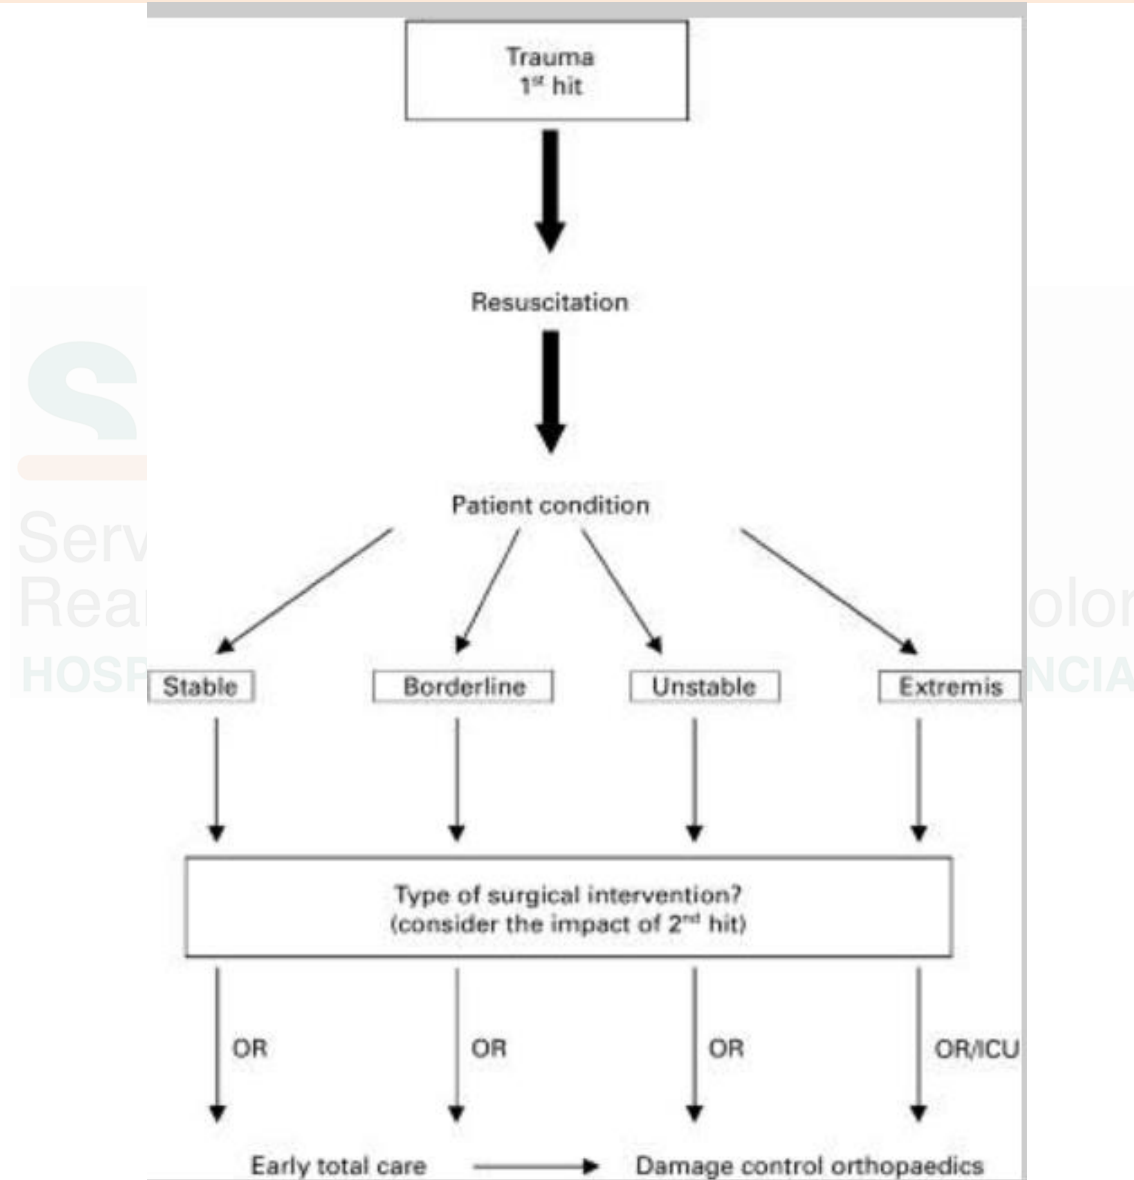 Trauma
1st hit
Resuscitation
Patient condition
Stable
Borderline
Unstable
Extremis
Type of surgical intervention?
(consider the impact of 2nd hit)
OR
OR
OR
OR/ICU
Early total care
Damage control orthopaedics